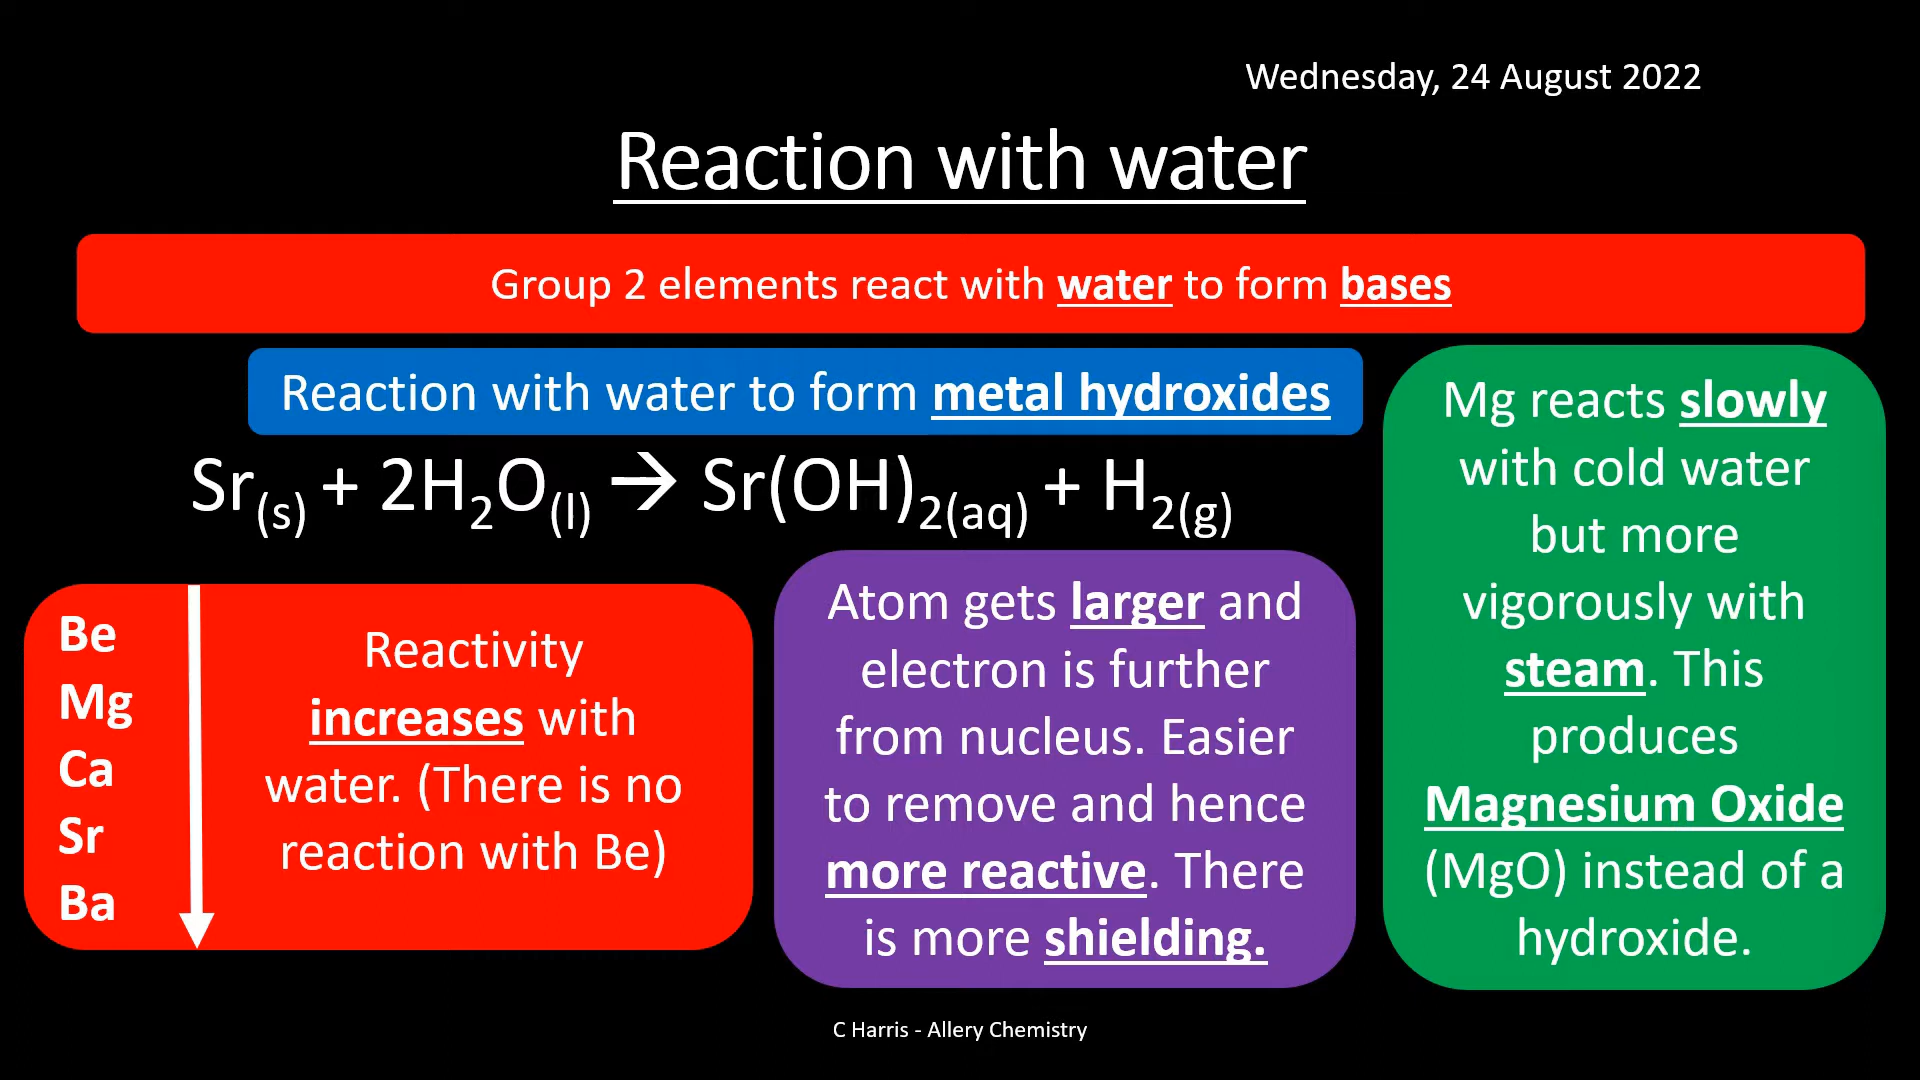 Wednesday, 24 August 2022
Reaction with water
Group 2 elements react with water to form bases
Reaction with water to form metal hydroxides
Sr(s) + 2H2O(l) → Sr(OH)2(aq) + H2(g)
Be
Mg
Ca
Sr
Ba
Reactivity
increases with
water. (There is no
reaction with Be)
Atom gets larger and
electron is further
from nucleus. Easier
to remove and hence
more reactive. There
is more shielding.
Mg reacts slowly
with cold water
but more
vigorously with
steam. This
produces
Magnesium Oxide
(MgO) instead of a
hydroxide.
C Harris - Allery Chemistry